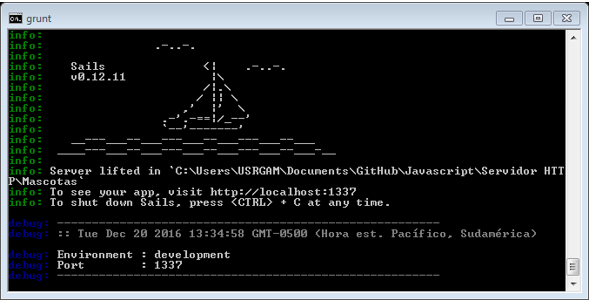 grunt
info:
info: .-..-.
info:
info: Sails <| .-..-.
info: v0.12.11 |\
info: /|.\
info: / || \
info: ,' |' \
info: .-'.-==|/_--'
info: `--'-------'
info: __---___--___---___--___---___--___
info: ____---___--___---___--___---___--___-__
info:
info: Server lifted in `C:\Users\USRGAM\Documents\GitHub\Javascript\Servidor HTT
P\Mascotas`
info: To see your app, visit http://localhost:1337
info: To shut down Sails, press <CTRL> + C at any time.
debug: -------------------------------------------------------
debug: :: Tue Dec 20 2016 13:34:58 GMT-0500 (Hora est. Pacífico, Sudamérica)
debug: Environment : development
debug: Port : 1337
debug: -------------------------------------------------------